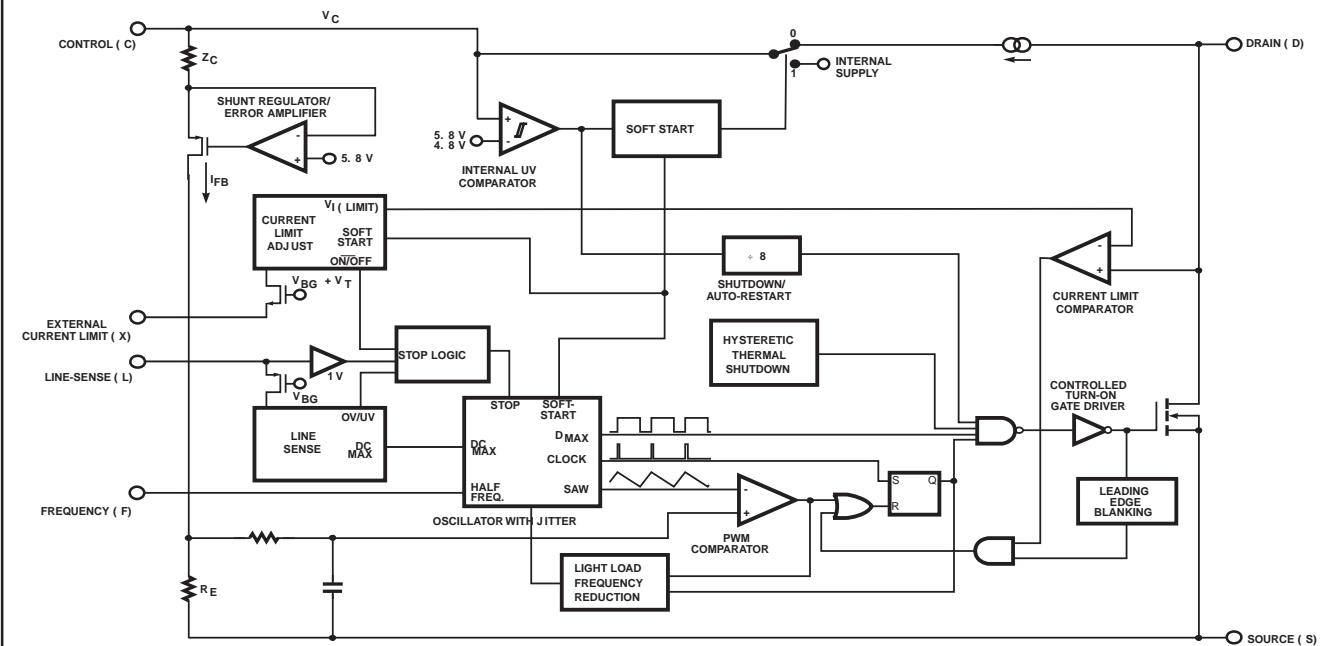 V C
0
CONTROL ( C)
DRAIN ( D)
Z C
INTERNAL
SUPPLY
1
SHUNT REGULATOR/
ERROR AMPLIFIER
+
SOFT START
-
5. 8 V
4. 8 V
-
+
5. 8 V
INTERNAL UV
COMPARATOR
I FB
V I ( LIMIT)
CURRENT
LIMIT
ADJUST
SOFT
START
ON/OFF
-
+
÷ 8
SHUTDOWN/
AUTO-RESTART
CURRENT LIMIT
COMPARATOR
V BG + V T
EXTERNAL
CURRENT LIMIT ( X)
HYSTERETIC
THERMAL
SHUTDOWN
STOP LOGIC
LINE-SENSE ( L)
1 V
V BG
CONTROLLED
TURN-ON
GATE DRIVER
STOP
SOFT-
START
OV/UV
LINE
SENSE
DC
MAX
DC
MAX
D MAX
CLOCK
HALF
FREQ.
SAW
-
+
S
Q
R
LEADING
EDGE
BLANKING
FREQUENCY ( F)
OSCILLATOR WITH JITTER
PWM
COMPARATOR
LIGHT LOAD
FREQUENCY
REDUCTION
R E
SOURCE ( S)